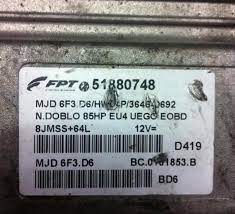 FPT 51880748
MJD 6F3.D6/HW
N.DOBLO 85HP EU4 UEGO EOBD
8JMSS+64L 12V=
D419
MJD 6F3.D6 BC.0161853.B
BD6